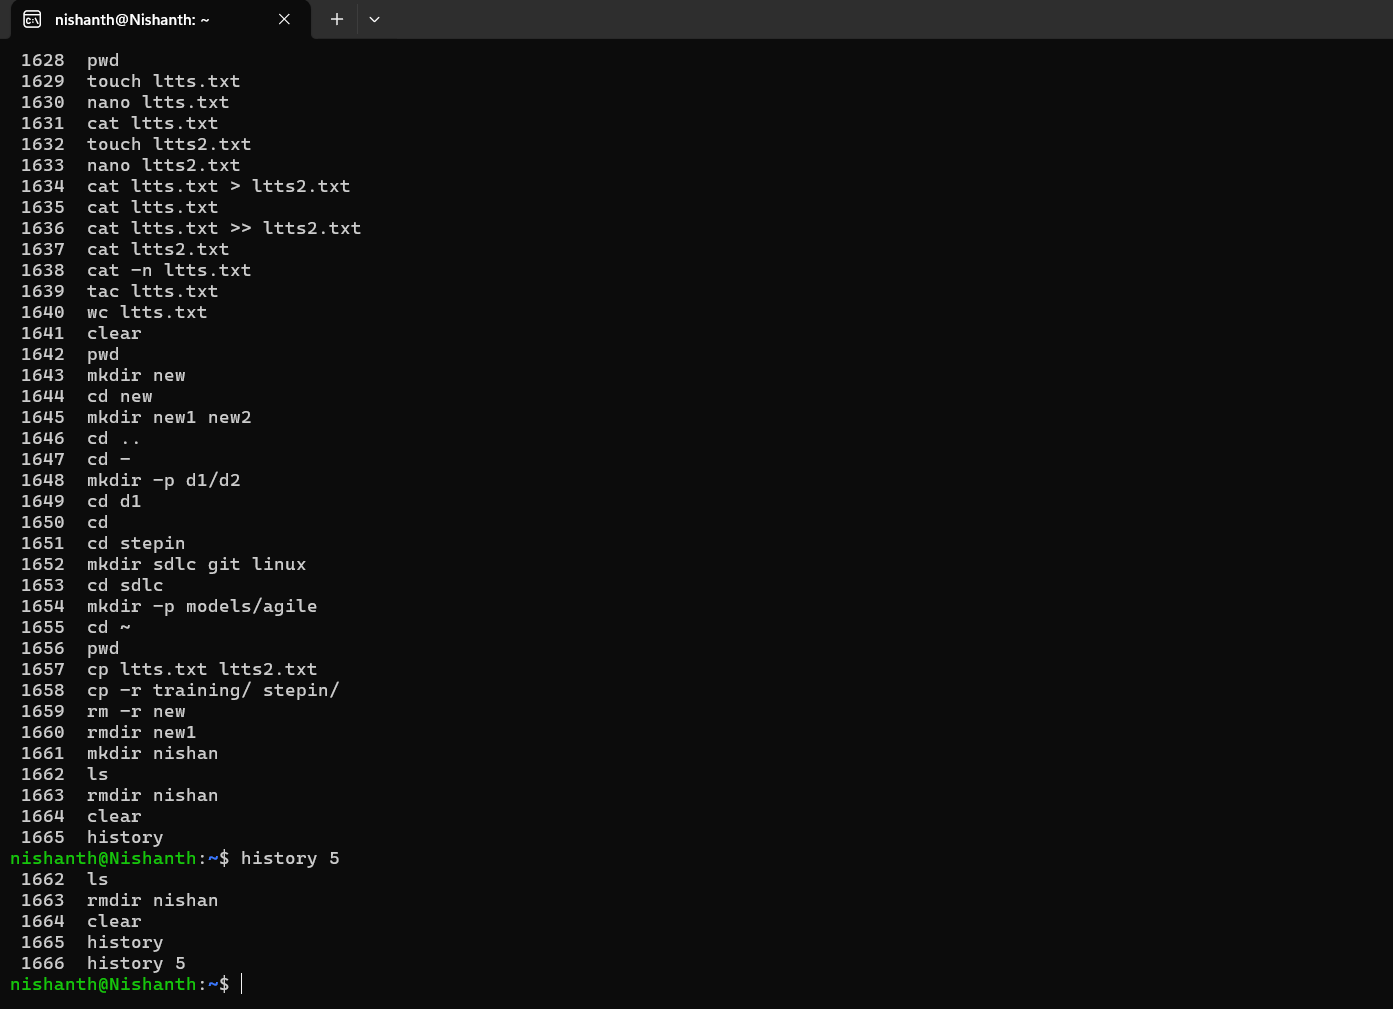 nishanth@Nishanth: ~
1628 pwd
1629 touch ltts.txt
1630 nano ltts.txt
1631 cat ltts.txt
1632 touch ltts2.txt
1633 nano ltts2.txt
1634 cat ltts.txt > ltts2.txt
1635 cat ltts.txt
1636 cat ltts.txt >> ltts2.txt
1637 cat ltts2.txt
1638 cat -n ltts.txt
1639 tac ltts.txt
1640 wc ltts.txt
1641 clear
1642 pwd
1643 mkdir new
1644 cd new
1645 mkdir new1 new2
1646 cd ..
1647 cd -
1648 mkdir -p d1/d2
1649 cd d1
1650 cd
1651 cd stepin
1652 mkdir sdlc git linux
1653 cd sdlc
1654 mkdir -p models/agile
1655 cd ~
1656 pwd
1657 cp ltts.txt ltts2.txt
1658 cp -r training/ stepin/
1659 rm -r new
1660 rmdir new1
1661 mkdir nishan
1662 ls
1663 rmdir nishan
1664 clear
1665 history
nishanth@Nishanth:~$ history 5
1662 ls
1663 rmdir nishan
1664 clear
1665 history
1666 history 5
nishanth@Nishanth:~$